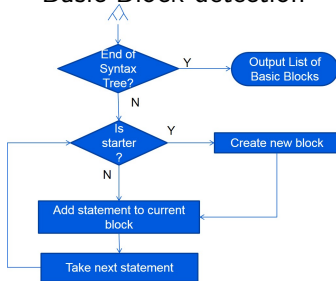 Basic Block detection
End of
Syntax
Tree?
Y
Output List of
Basic Blocks
N
Is
starter
?
Y
Create new block
N
Add statement to current
block
Take next statement